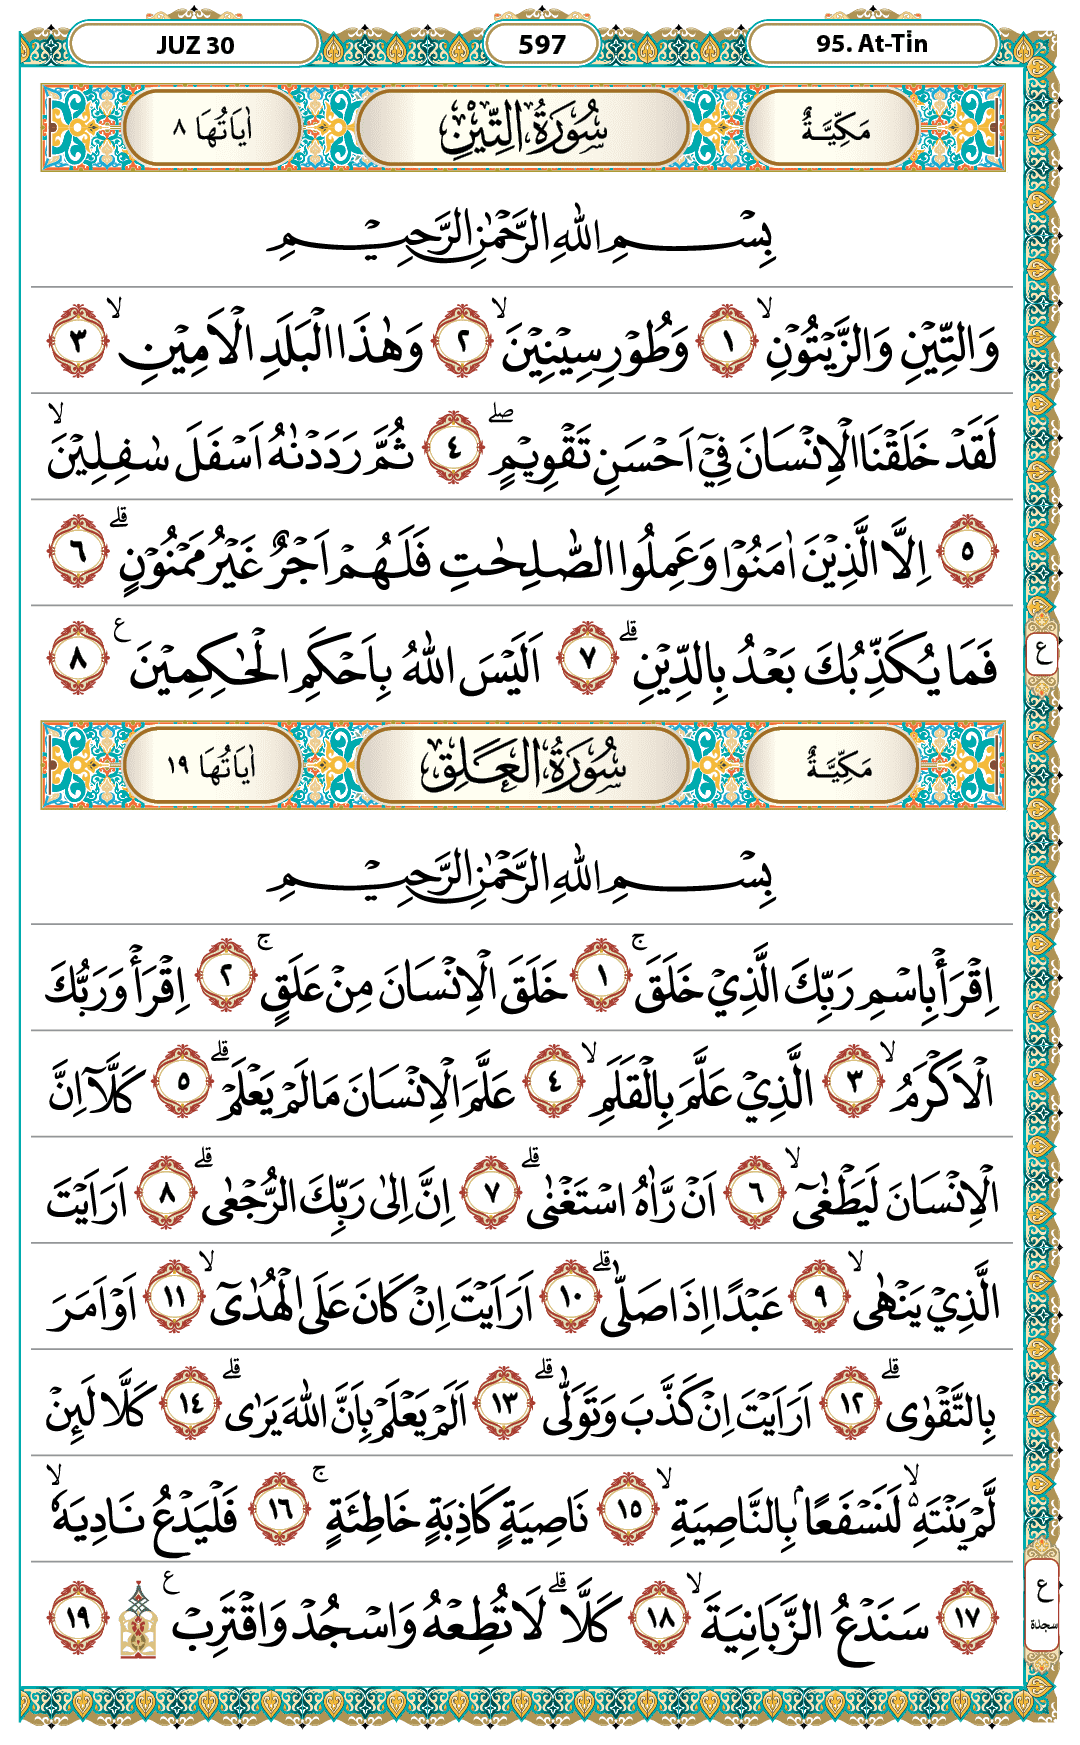 JUZ 30
597
95. At-Tīn
مَكِّيَّةٌ سُوْرَةُ التِّيْنِ اٰيَاتُهَا ٨
بِسْمِ اللّٰهِ الرَّحْمٰنِ الرَّحِيْمِ
وَالتِّيْنِ وَالزَّيْتُوْنِۙ ١ وَطُوْرِ سِيْنِيْنَۙ ٢ وَهٰذَا الْبَلَدِ الْاَمِيْنِۙ ٣
لَقَدْ خَلَقْنَا الْاِنْسَانَ فِيْٓ اَحْسَنِ تَقْوِيْمٍۖ ٤ ثُمَّ رَدَدْنٰهُ اَسْفَلَ سٰفِلِيْنَۙ
٥ اِلَّا الَّذِيْنَ اٰمَنُوْا وَعَمِلُوا الصّٰلِحٰتِ فَلَهُمْ اَجْرٌ غَيْرُ مَمْنُوْنٍۗ ٦
فَمَا يُكَذِّبُكَ بَعْدُ بِالدِّيْنِۗ ٧ اَلَيْسَ اللّٰهُ بِاَحْكَمِ الْحٰكِمِيْنَ ࣖ ٨
ع
مَكِّيَّةٌ سُوْرَةُ الْعَلَقِ اٰيَاتُهَا ١٩
بِسْمِ اللّٰهِ الرَّحْمٰنِ الرَّحِيْمِ
اِقْرَأْ بِاسْمِ رَبِّكَ الَّذِيْ خَلَقَۚ ١ خَلَقَ الْاِنْسَانَ مِنْ عَلَقٍۚ ٢ اِقْرَأْ وَرَبُّكَ
الْاَكْرَمُۙ ٣ الَّذِيْ عَلَّمَ بِالْقَلَمِۙ ٤ عَلَّمَ الْاِنْسَانَ مَا لَمْ يَعْلَمْۗ ٥ كَلَّآ اِنَّ
الْاِنْسَانَ لَيَطْغٰىٓۙ ٦ اَنْ رَّاٰهُ اسْتَغْنٰىۗ ٧ اِنَّ اِلٰى رَبِّكَ الرُّجْعٰىۗ ٨ اَرَاَيْتَ
الَّذِيْ يَنْهٰىۙ ٩ عَبْدًا اِذَا صَلّٰىۗ ١٠ اَرَاَيْتَ اِنْ كَانَ عَلَى الْهُدٰىٓۙ ١١ اَوْ اَمَرَ
بِالتَّقْوٰىۗ ١٢ اَرَاَيْتَ اِنْ كَذَّبَ وَتَوَلّٰىۗ ١٣ اَلَمْ يَعْلَمْ بِاَنَّ اللّٰهَ يَرٰىۗ ١٤ كَلَّا لَىِٕنْ
لَّمْ يَنْتَهِ ەۙ لَنَسْفَعًاۢ بِالنَّاصِيَةِۙ ١٥ نَاصِيَةٍ كَاذِبَةٍ خَاطِئَةٍۚ ١٦ فَلْيَدْعُ نَادِيَهٗۙ
١٧ سَنَدْعُ الزَّبَانِيَةَۙ ١٨ كَلَّاۗ لَا تُطِعْهُ وَاسْجُدْ وَاقْتَرِبْ ۩ ࣖ ١٩
ع
سجدة